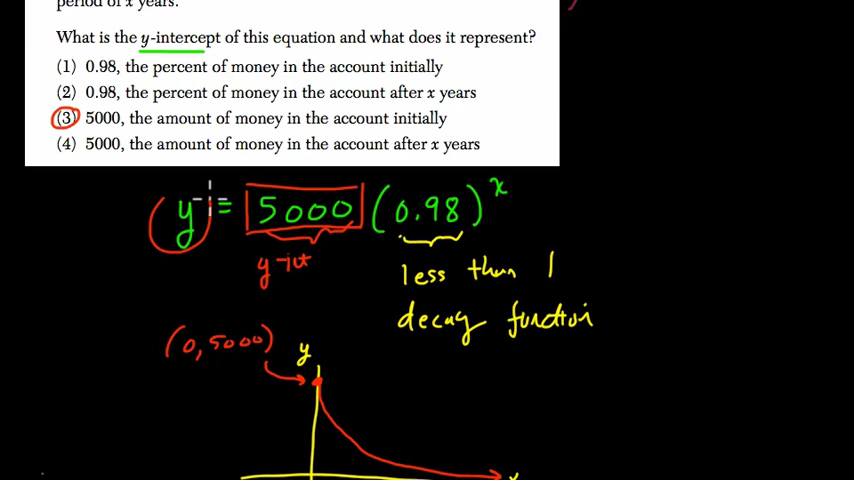 period of x years.
What is the y-intercept of this equation and what does it represent?
(1) 0.98, the percent of money in the account initially
(2) 0.98, the percent of money in the account after x years
(3) 5000, the amount of money in the account initially
(4) 5000, the amount of money in the account after x years
y = 5000 (0.98)^x
y-int
less than 1
decay function
(0,5000)
y
x